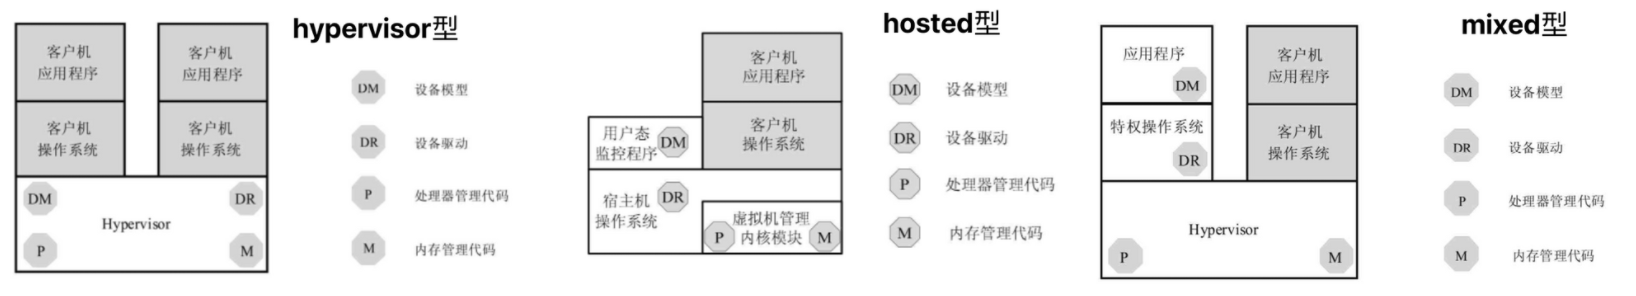 hypervisor型
客户机
应用程序
客户机
应用程序
客户机
操作系统
客户机
操作系统
DM
DR
Hypervisor
P
M
DM 设备模型
DR 设备驱动
P 处理器管理代码
M 内存管理代码
hosted型
客户机
应用程序
用户态
监控程序
DM
客户机
操作系统
宿主机
操作系统
DR
虚拟机管理
内核模块
P
M
DM 设备模型
DR 设备驱动
P 处理器管理代码
M 内存管理代码
mixed型
应用程序
DM
客户机
应用程序
特权操作系统
DR
客户机
操作系统
Hypervisor
P
M
DM 设备模型
DR 设备驱动
P 处理器管理代码
M 内存管理代码